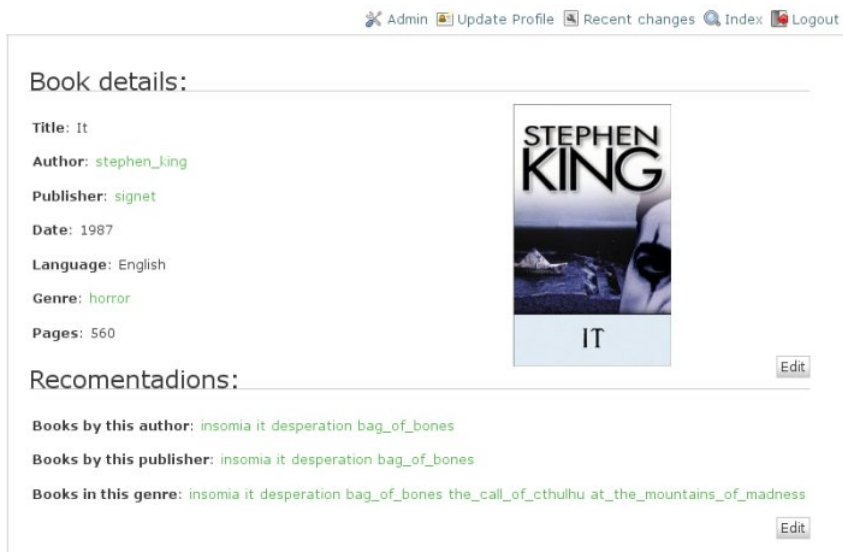 Admin Update Profile Recent changes Index Logout
Book details:
Title: It
Author: stephen_king
Publisher: signet
Date: 1987
Language: English
Genre: horror
Pages: 560
STEPHEN
KING
IT
Edit
Recomentadions:
Books by this author: insomia it desperation bag_of_bones
Books by this publisher: insomia it desperation bag_of_bones
Books in this genre: insomia it desperation bag_of_bones the_call_of_cthulhu at_the_mountains_of_madness
Edit